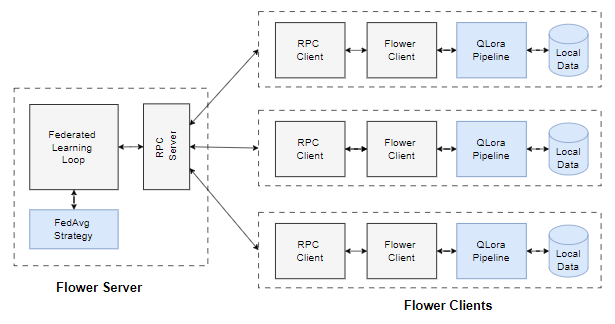 RPC
Client
Flower
Client
QLora
Pipeline
Local
Data
Federated
Learning
Loop
RPC
Server
FedAvg
Strategy
RPC
Client
Flower
Client
QLora
Pipeline
Local
Data
RPC
Client
Flower
Client
QLora
Pipeline
Local
Data
Flower Server
Flower Clients